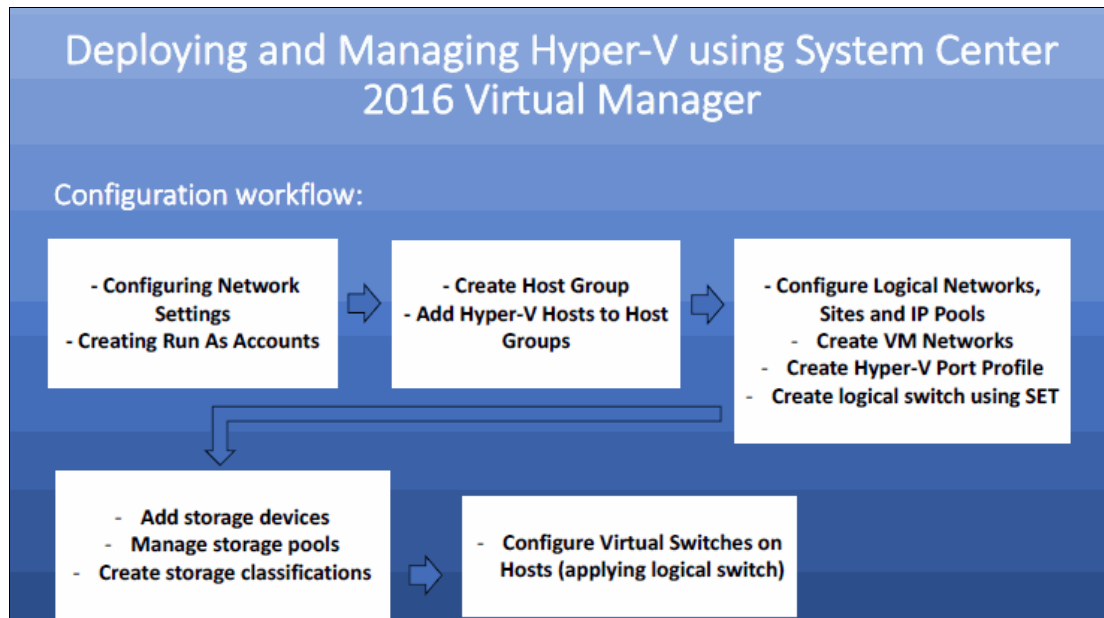 Deploying and Managing Hyper-V using System Center
2016 Virtual Manager
Configuration workflow:
- Configuring Network
Settings
- Creating Run As Accounts
- Create Host Group
- Add Hyper-V Hosts to Host
Groups
- Configure Logical Networks,
Sites and IP Pools
- Create VM Networks
- Create Hyper-V Port Profile
- Create logical switch using SET
- Add storage devices
- Manage storage pools
- Create storage classifications
- Configure Virtual Switches on
Hosts (applying logical switch)